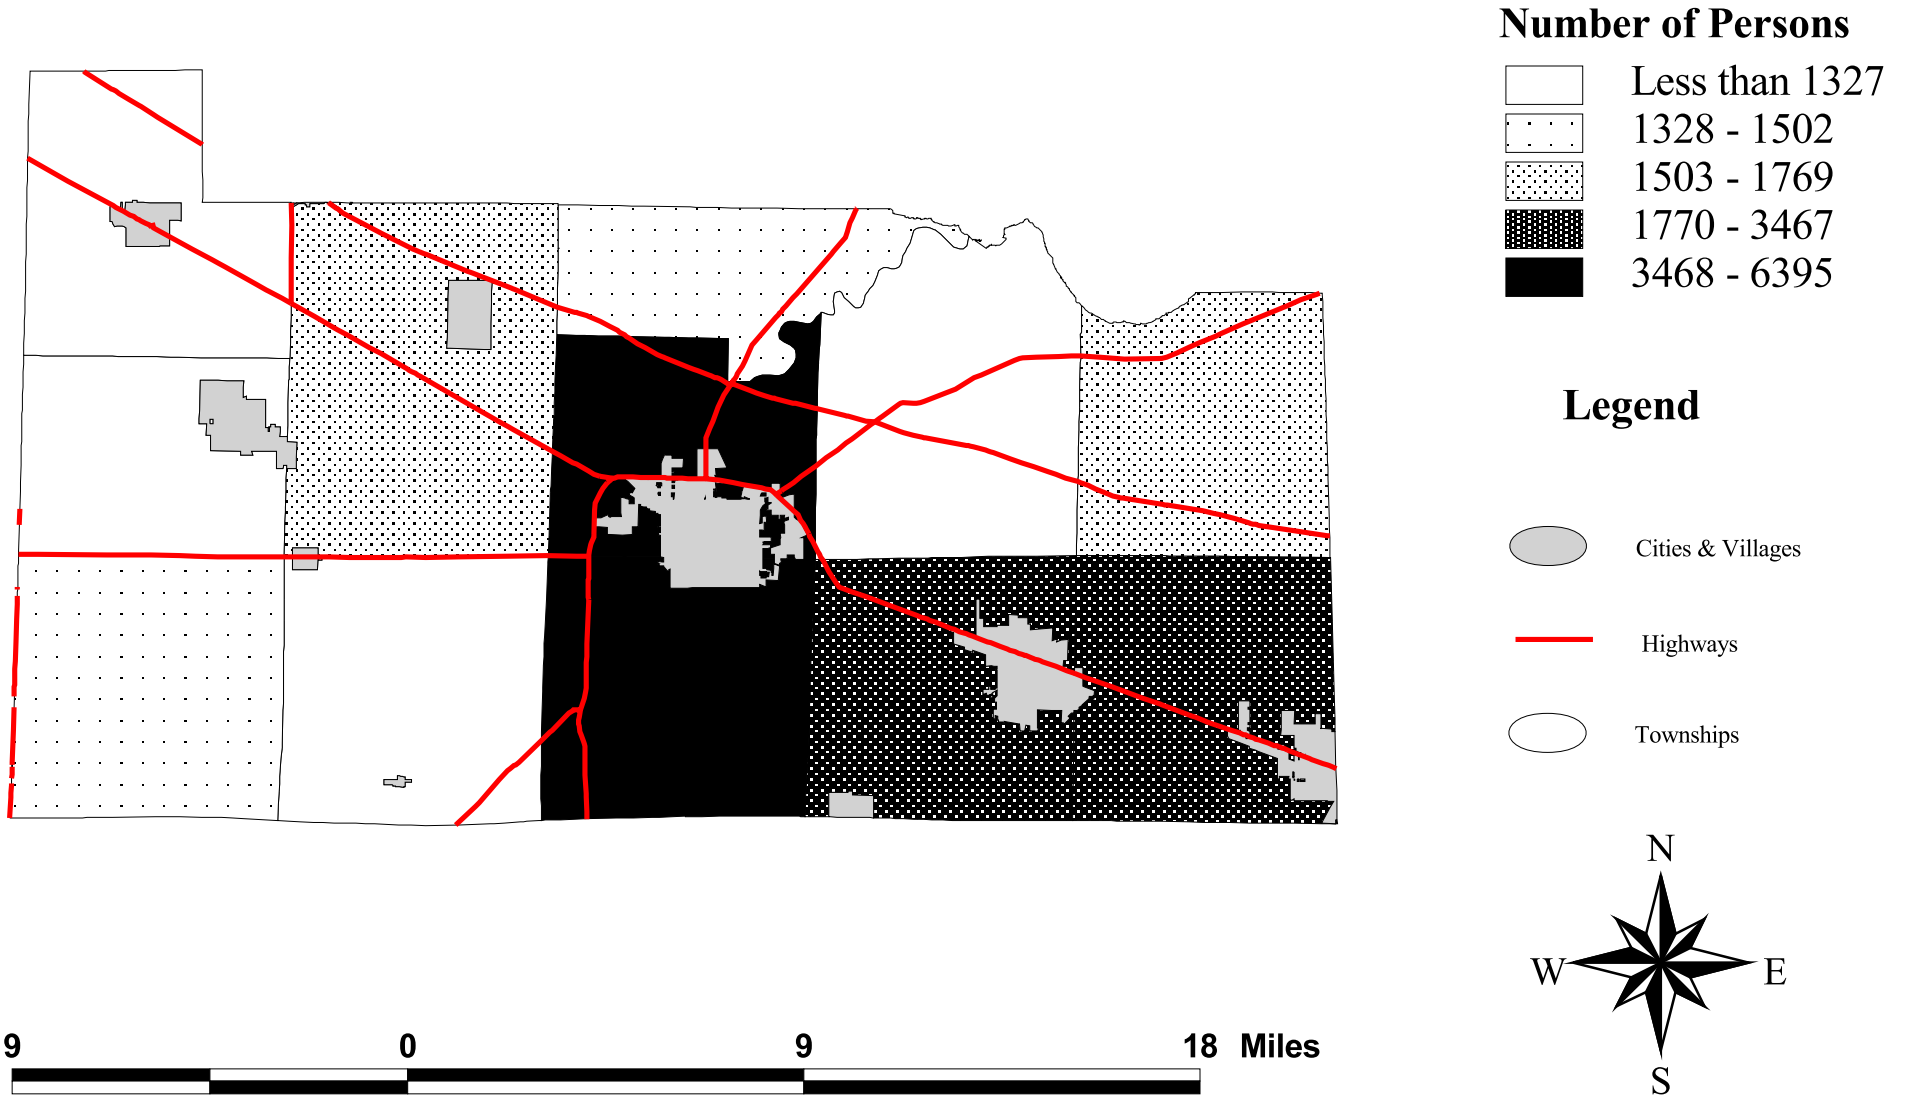 Number of Persons
Less than 1327
1328 - 1502
1503 - 1769
1770 - 3467
3468 - 6395
Legend
Cities & Villages
Highways
Townships
N
W E
S
9 0 9 18 Miles